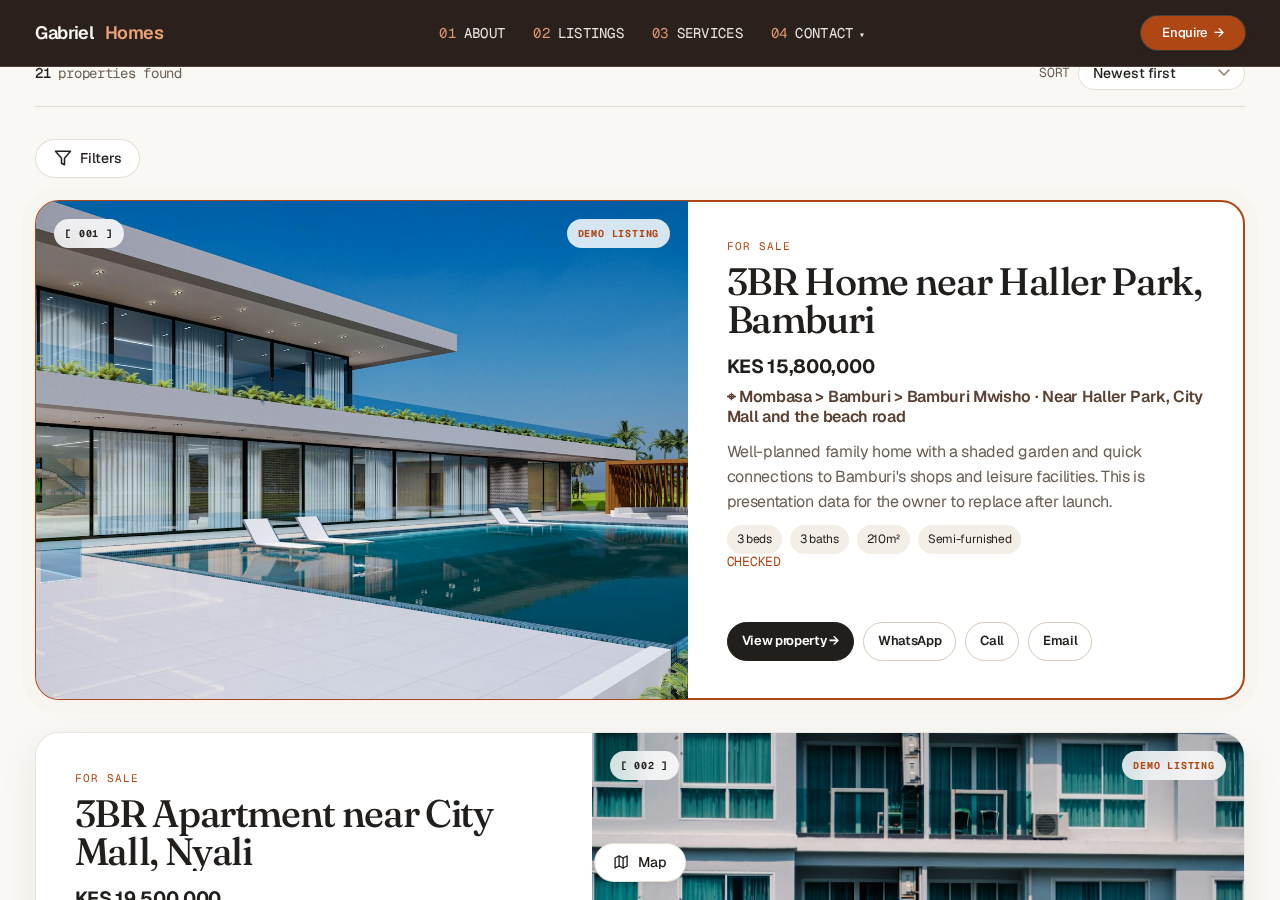 Gabriel Homes
01 ABOUT
02 LISTINGS
03 SERVICES
04 CONTACT ▾
Enquire →
21 properties found
SORT
Newest first
Filters
[ 001 ]
DEMO LISTING
FOR SALE
3BR Home near Haller Park,
Bamburi
KES 15,800,000
⌖ Mombasa > Bamburi > Bamburi Mwisho · Near Haller Park, City
Mall and the beach road
Well-planned family home with a shaded garden and quick
connections to Bamburi's shops and leisure facilities. This is
presentation data for the owner to replace after launch.
3 beds
3 baths
210m²
Semi-furnished
CHECKED
View property →
WhatsApp
Call
Email
FOR SALE
3BR Apartment near City
Mall, Nyali
KES 19,500,000
[ 002 ]
DEMO LISTING
Map